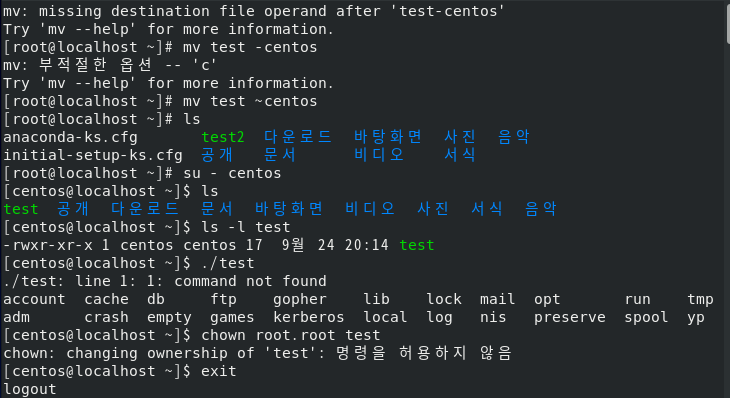 mv: missing destination file operand after 'test-centos'
Try 'mv --help' for more information.
[root@localhost ~]# mv test -centos
mv: 부적절한 옵션 -- 'c'
Try 'mv --help' for more information.
[root@localhost ~]# mv test ~centos
[root@localhost ~]# ls
anaconda-ks.cfg       test2  다운로드  바탕화면  사진  음악
initial-setup-ks.cfg  공개   문서      비디오    서식
[root@localhost ~]# su - centos
[centos@localhost ~]$ ls
test  공개  다운로드  문서  바탕화면  비디오  사진  서식  음악
[centos@localhost ~]$ ls -l test
-rwxr-xr-x 1 centos centos 17  9월  24 20:14 test
[centos@localhost ~]$ ./test
./test: line 1: 1: command not found
account  cache  db     ftp    gopher    lib    lock  mail  opt       run    tmp
adm      crash  empty  games  kerberos  local  log   nis   preserve  spool  yp
[centos@localhost ~]$ chown root.root test
chown: changing ownership of 'test': 명령을 허용하지 않음
[centos@localhost ~]$ exit
logout